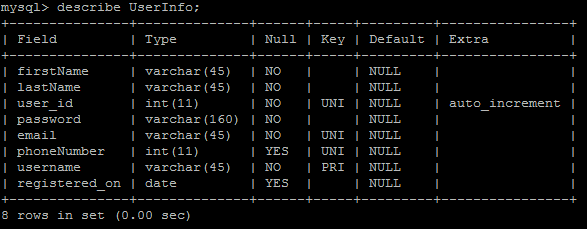 mysql> describe UserInfo;
+---------------+--------------+------+-----+---------+----------------+
| Field         | Type         | Null | Key | Default | Extra          |
+---------------+--------------+------+-----+---------+----------------+
| firstName     | varchar(45)  | NO   |     | NULL    |                |
| lastName      | varchar(45)  | NO   |     | NULL    |                |
| user_id       | int(11)      | NO   | UNI | NULL    | auto_increment |
| password      | varchar(160) | NO   |     | NULL    |                |
| email         | varchar(45)  | NO   | UNI | NULL    |                |
| phoneNumber   | int(11)      | YES  | UNI | NULL    |                |
| username      | varchar(45)  | NO   | PRI | NULL    |                |
| registered_on | date         | YES  |     | NULL    |                |
+---------------+--------------+------+-----+---------+----------------+
8 rows in set (0.00 sec)